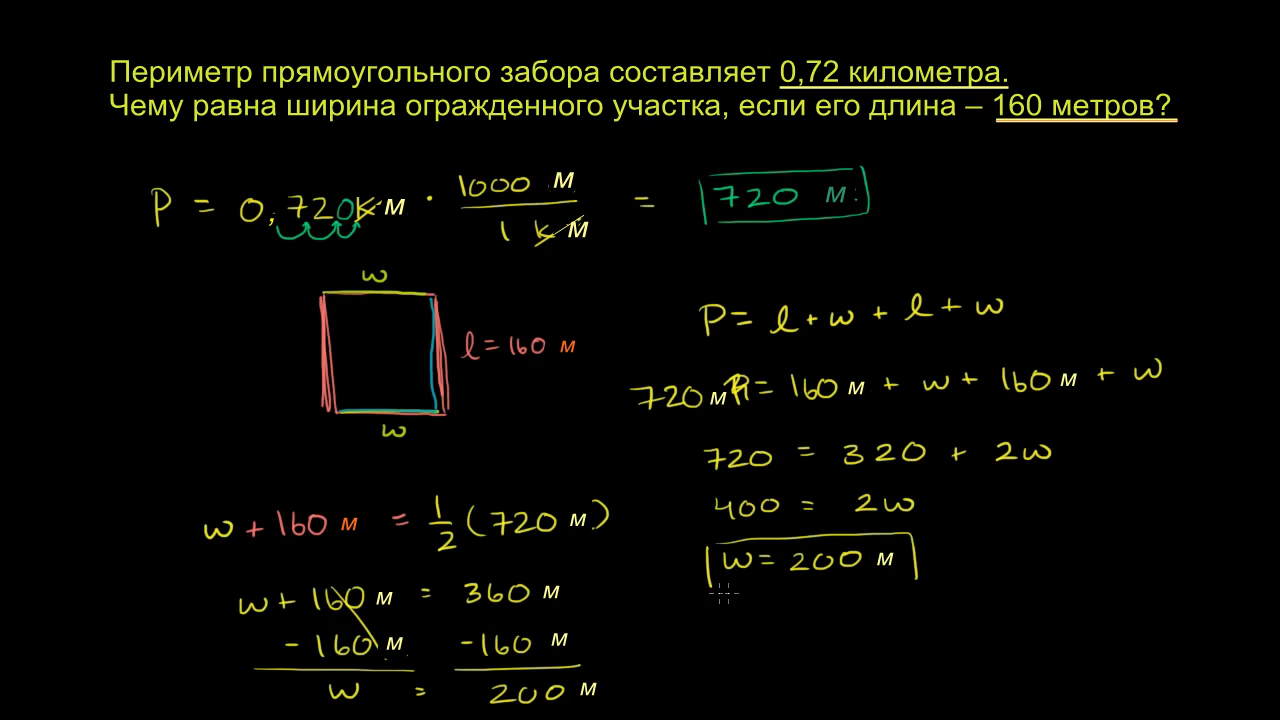 Периметр прямоугольного забора составляет 0,72 километра.
Чему равна ширина огражденного участка, если его длина – 160 метров?
P = 0,720км · 1000 м / 1 км = 720 м.
w
l = 160 м
w
P = l + w + l + w
720 м = 160 м + w + 160 м + w
720 = 320 + 2w
400 = 2w
w = 200 м
w + 160 м = 1/2 (720 м.)
w + 160 м = 360 м
- 160 м -160 м
w = 200 м